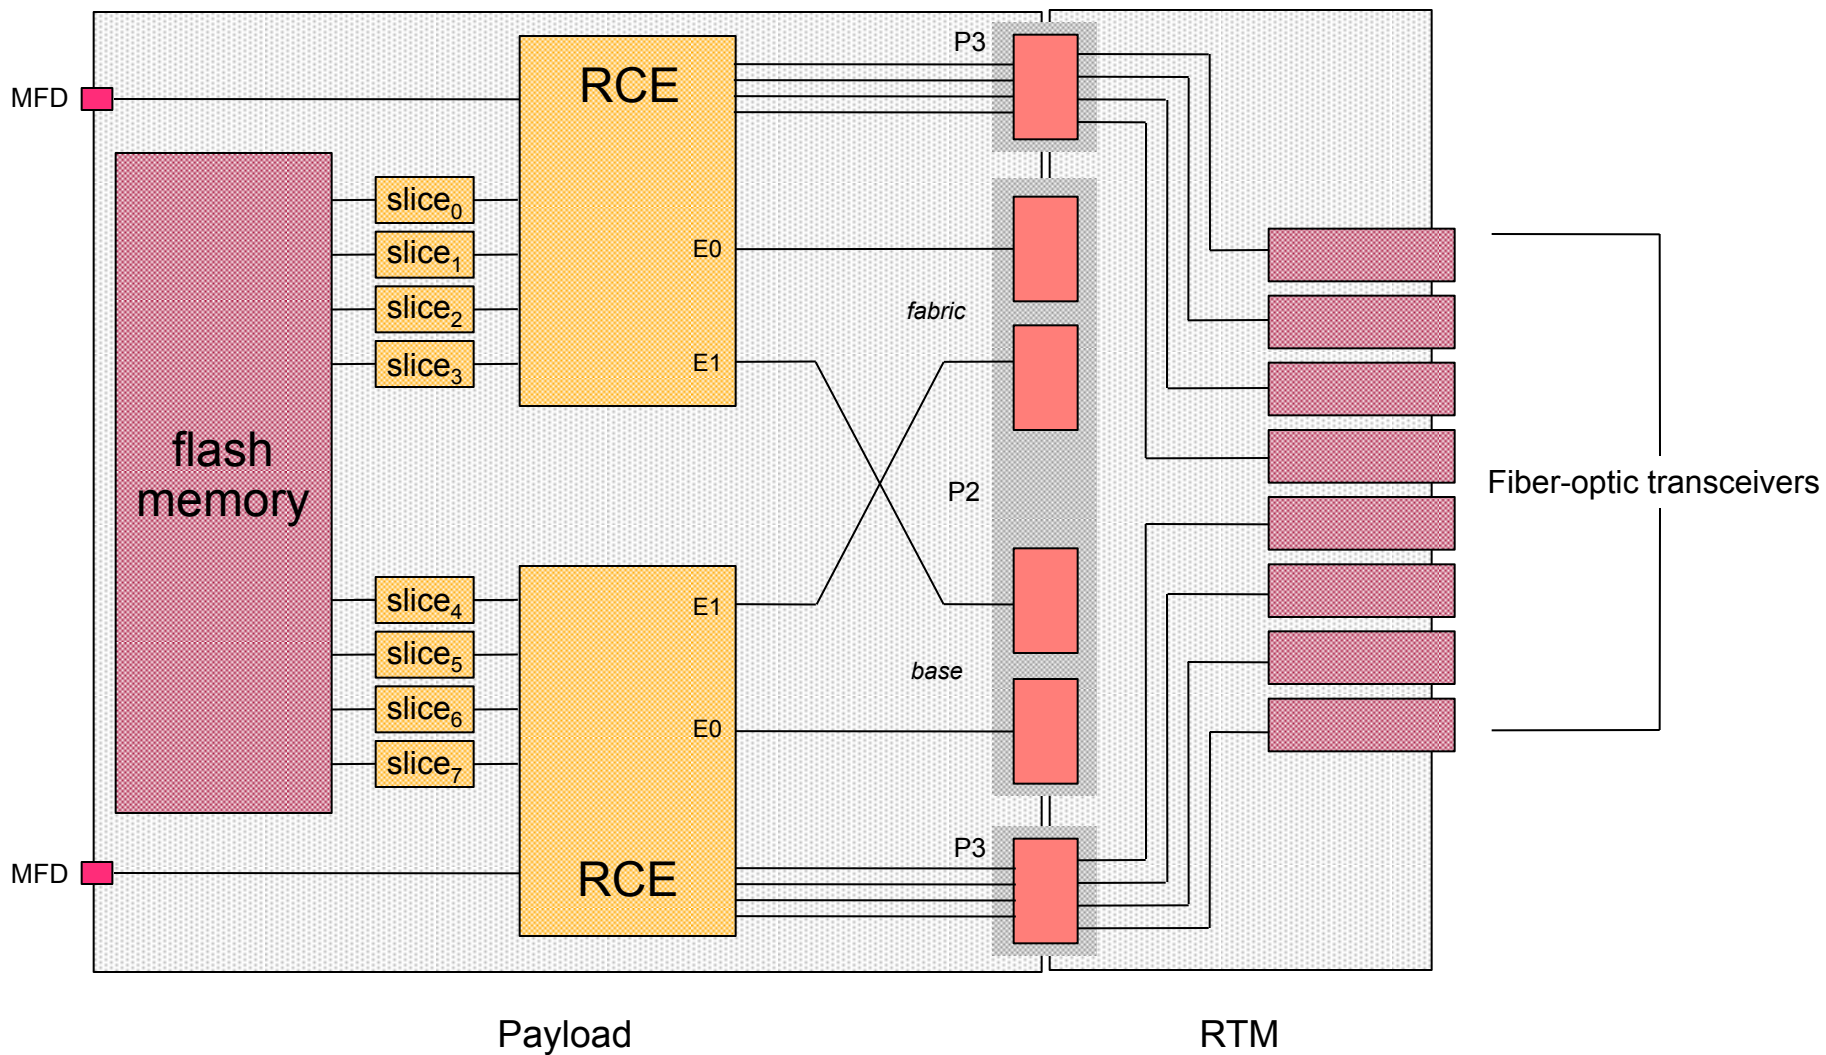 P3
RCE
MFD
slice0
slice1
E0
slice2
fabric
slice3
E1
flash
memory
P2
Fiber-optic transceivers
slice4
E1
slice5
base
slice6
E0
slice7
P3
MFD
RCE
Payload
RTM